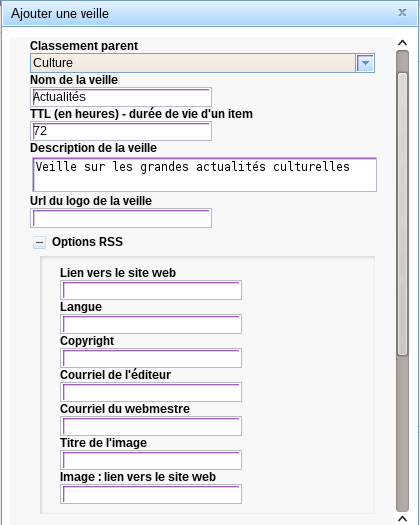 Ajouter une veille
Classement parent
Culture
Nom de la veille
Actualités
TTL (en heures) - durée de vie d'un item
72
Description de la veille
Veille sur les grandes actualités culturelles
Url du logo de la veille
Options RSS
Lien vers le site web
Langue
Copyright
Courriel de l'éditeur
Courriel du webmestre
Titre de l'image
Image : lien vers le site web